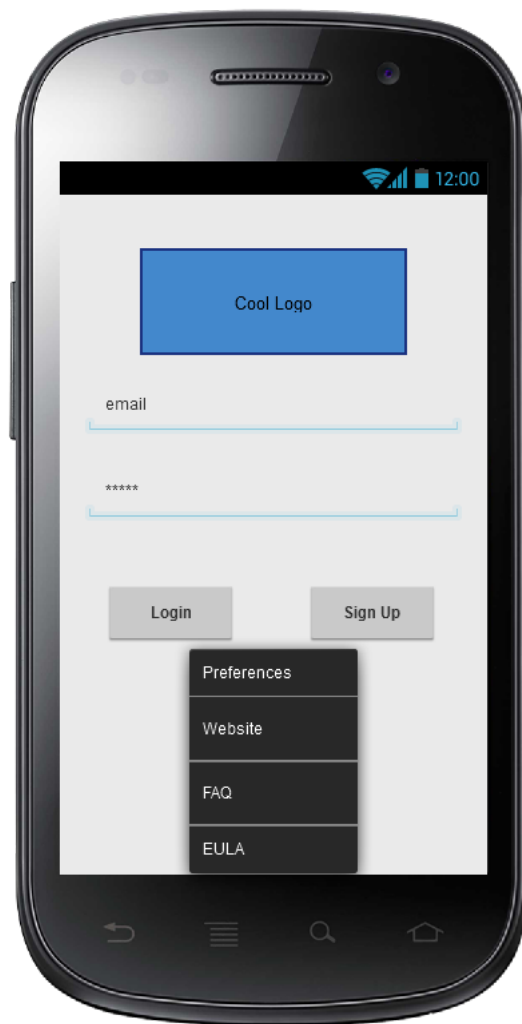 12:00
Cool Logo
email
*****
Login
Sign Up
Preferences
Website
FAQ
EULA